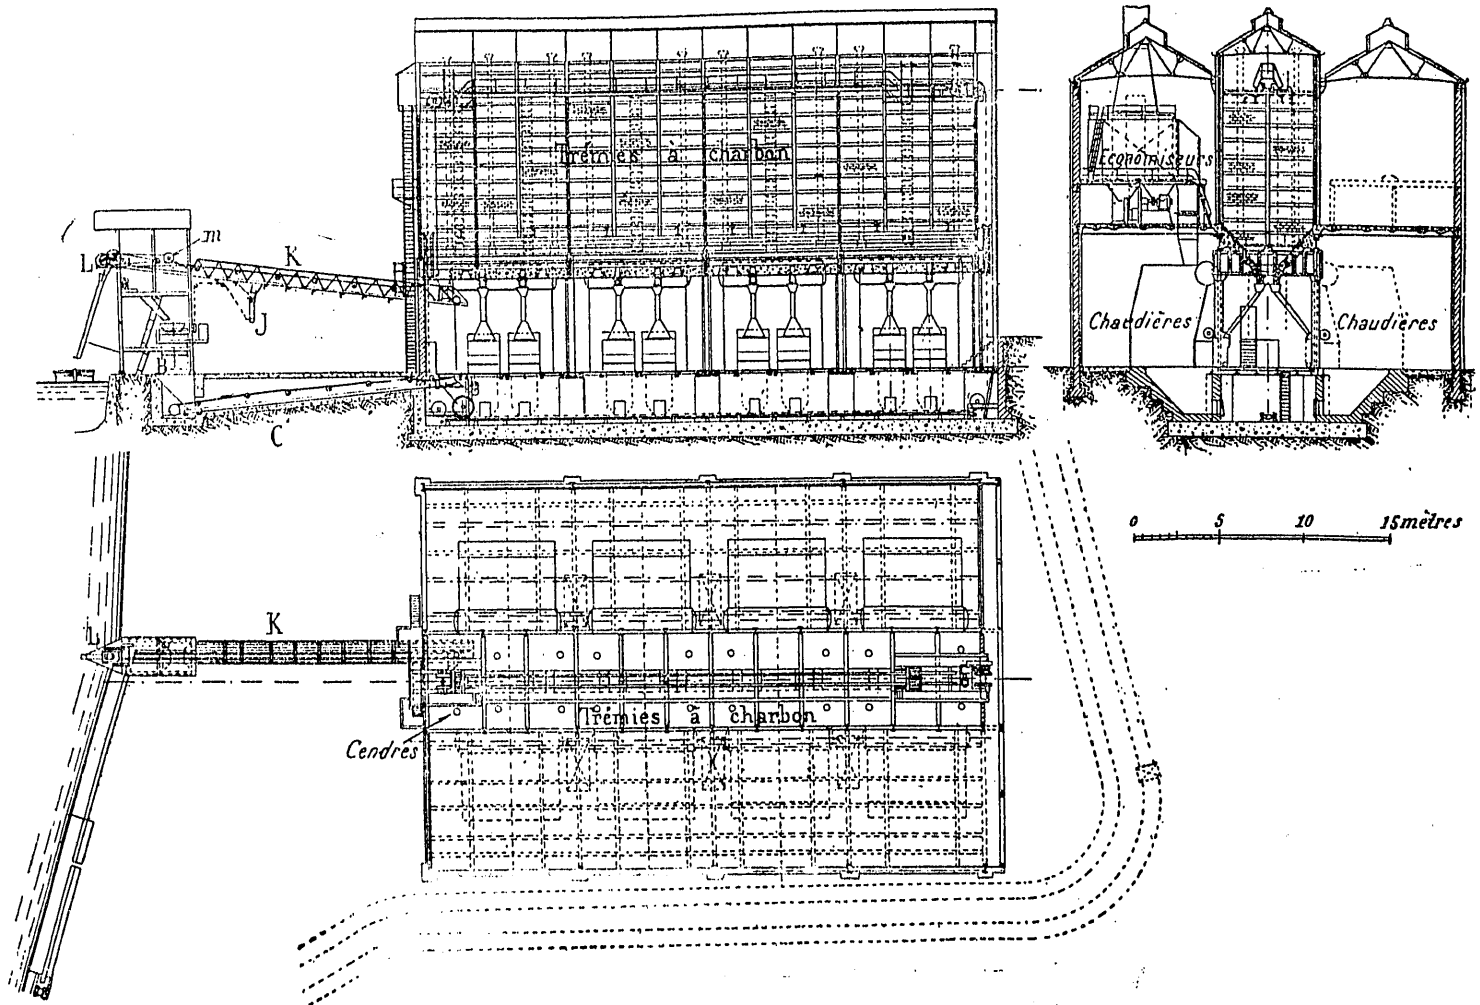 Trémies à charbon
Economiseurs
m
L
K
J
Chaudières
Chaudières
B
C
0 5 10 15 mètres
K
L
Trémies à charbon
Cendres